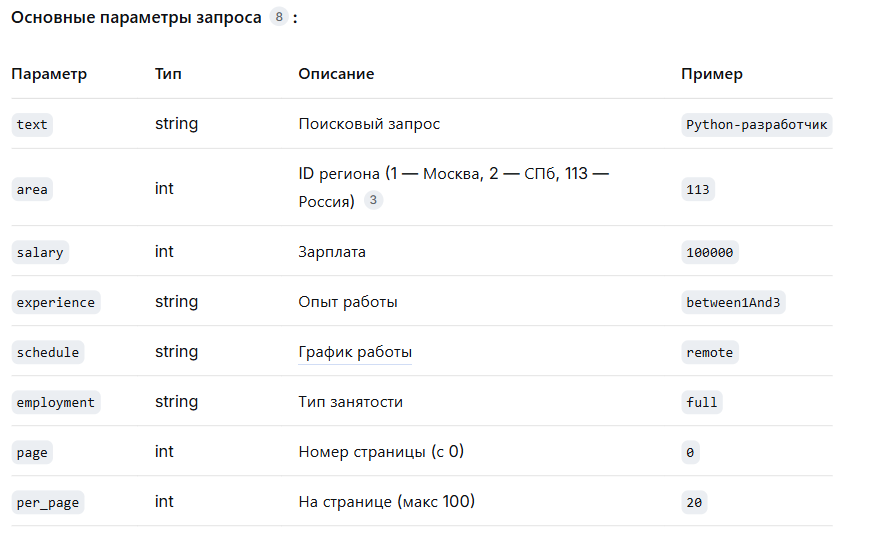 Основные параметры запроса 8 :
Параметр Тип Описание Пример
text string Поисковый запрос Python-разработчик
area int ID региона (1 — Москва, 2 — СПб, 113 —
Россия) 3 113
salary int Зарплата 100000
experience string Опыт работы between1And3
schedule string График работы remote
employment string Тип занятости full
page int Номер страницы (с 0) 0
per_page int На странице (макс 100) 20